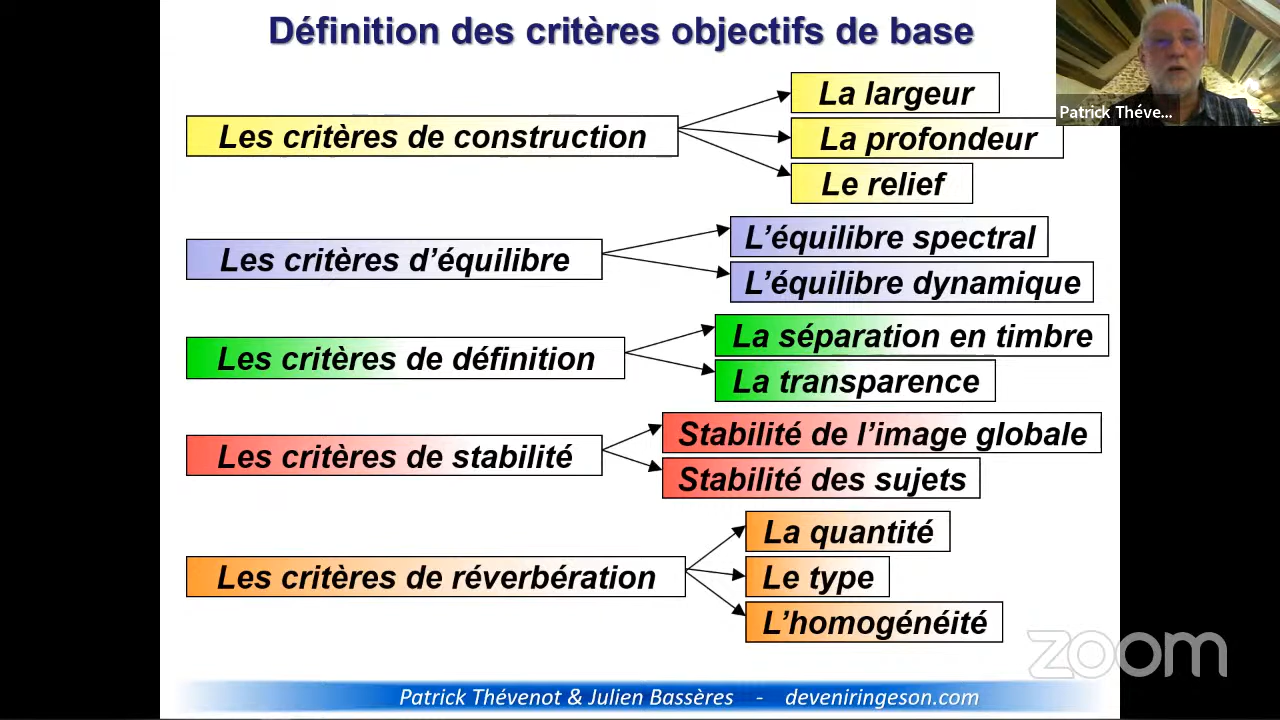 Définition des critères objectifs de base
Patrick Théve...
Les critères de construction
La largeur
La profondeur
Le relief
Les critères d’équilibre
L’équilibre spectral
L’équilibre dynamique
Les critères de définition
La séparation en timbre
La transparence
Les critères de stabilité
Stabilité de l’image globale
Stabilité des sujets
Les critères de réverbération
La quantité
Le type
L’homogénéité
zoom
Patrick Thévenot & Julien Bassères - deveniringeson.com